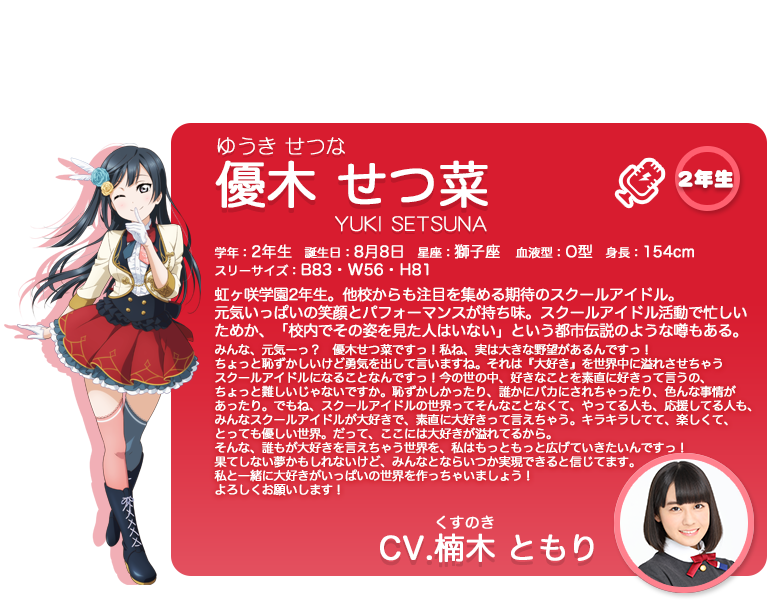 ゆうき せつな
優木 せつ菜
YUKI SETSUNA
2年生
学年：2年生　誕生日：8月8日　星座：獅子座　血液型：O型　身長：154cm
スリーサイズ：B83・W56・H81
虹ヶ咲学園2年生。他校からも注目を集める期待のスクールアイドル。
元気いっぱいの笑顔とパフォーマンスが持ち味。スクールアイドル活動で忙しい
ためか、「校内でその姿を見た人はいない」という都市伝説のような噂もある。
みんな、元気ーっ？　優木せつ菜ですっ！私ね、実は大きな野望があるんですっ！
ちょっと恥ずかしいけど勇気を出して言いますね。それは『大好き』を世界中に溢れさせちゃう
スクールアイドルになることなんですっ！今の世の中、好きなことを素直に好きって言うの、
ちょっと難しいじゃないですか。恥ずかしかったり、誰かにバカにされちゃったり、色んな事情が
あったり。でもね、スクールアイドルの世界ってそんなことなくて、やってる人も、応援してる人も、
みんなスクールアイドルが大好きで、素直に大好きって言えちゃう。キラキラしてて、楽しくて、
とっても優しい世界。だって、ここには大好きが溢れてるから。
そんな、誰もが大好きを言えちゃう世界を、私はもっともっと広げていきたいんですっ！
果てしない夢かもしれないけど、みんなとならいつか実現できると信じてます。
私と一緒に大好きがいっぱいの世界を作っちゃいましょう！
よろしくお願いします！
くすのき
CV.楠木 ともり